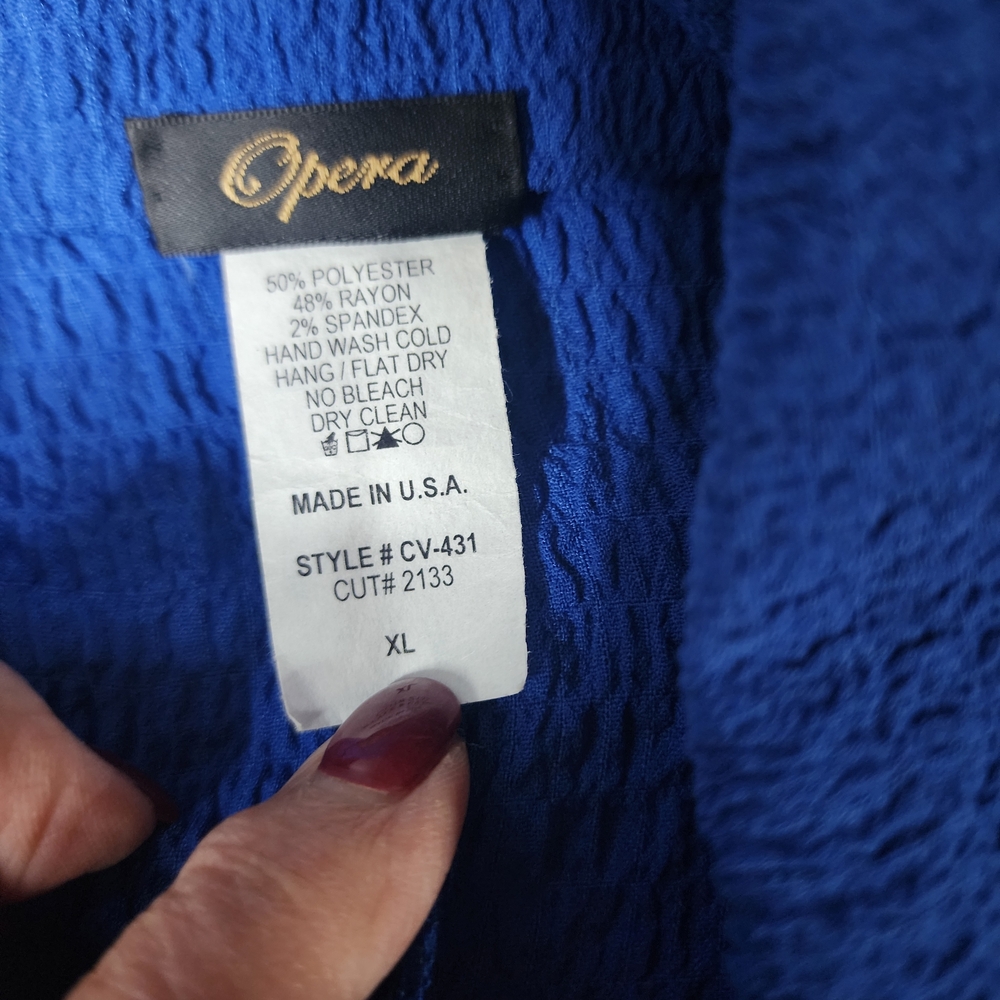 Opera
50% POLYESTER
48% RAYON
2% SPANDEX
HAND WASH COLD
HANG / FLAT DRY
NO BLEACH
DRY CLEAN
MADE IN U.S.A.
STYLE # CV-431
CUT# 2133
XL